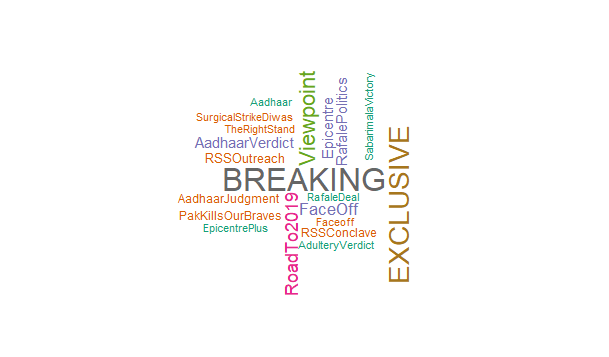 Aadhaar
SurgicalStrikeDiwas
TheRightStand
AadhaarVerdict
RSSOutreach
Viewpoint
Epicentre
RafalePolitics
SabarimalaVictory
BREAKING
EXCLUSIVE
AadhaarJudgment
PakKillsOurBraves
EpicentrePlus
RoadTo2019
RafaleDeal
FaceOff
Faceoff
RSSConclave
AdulteryVerdict